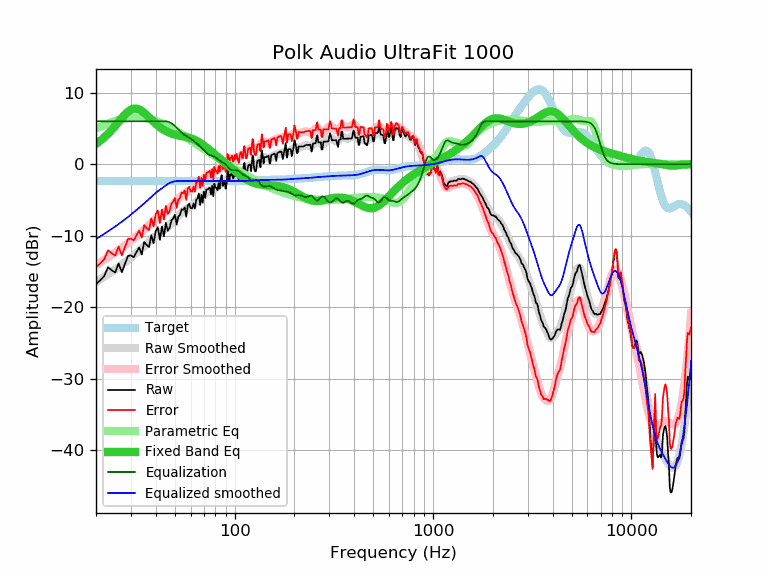 Polk Audio UltraFit 1000
Amplitude (dBr)
10
0
−10
−20
−30
−40
Target
Raw Smoothed
Error Smoothed
Raw
Error
Parametric Eq
Fixed Band Eq
Equalization
Equalized smoothed
100 1000 10000
Frequency (Hz)